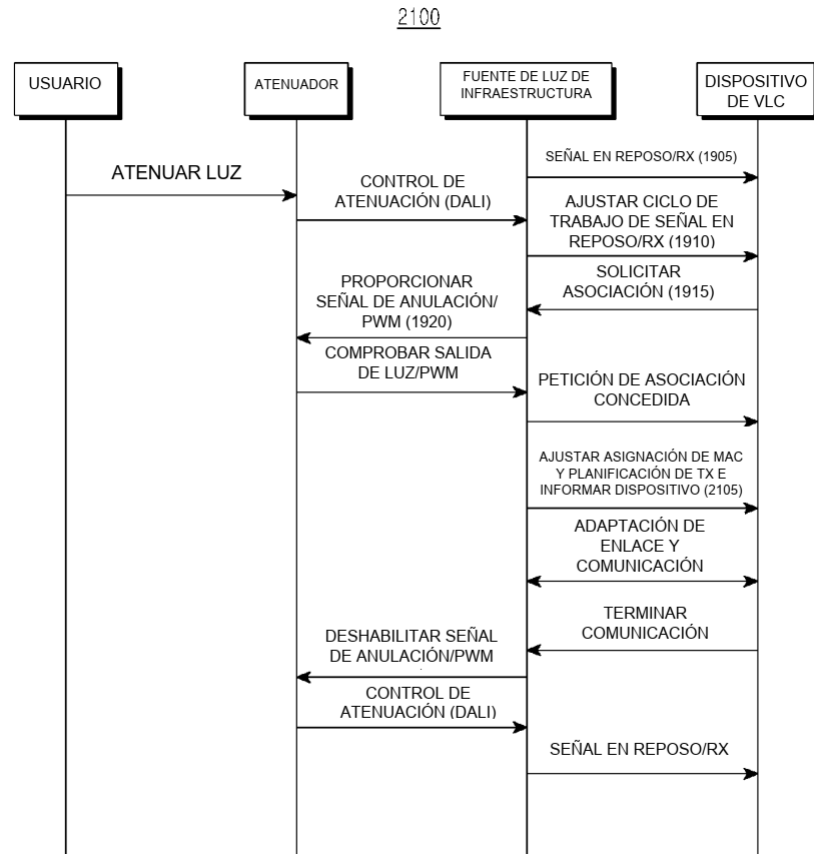 2100
USUARIO
ATENUADOR
FUENTE DE LUZ DE
INFRAESTRUCTURA
DISPOSITIVO
DE VLC
SEÑAL EN REPOSO/RX (1905)
ATENUAR LUZ
CONTROL DE
ATENUACIÓN (DALI)
AJUSTAR CICLO DE
TRABAJO DE SEÑAL EN
REPOSO/RX (1910)
SOLICITAR
ASOCIACIÓN (1915)
PROPORCIONAR
SEÑAL DE ANULACIÓN/
PWM (1920)
COMPROBAR SALIDA
DE LUZ/PWM
PETICIÓN DE ASOCIACIÓN
CONCEDIDA
AJUSTAR ASIGNACIÓN DE MAC
Y PLANIFICACIÓN DE TX E
INFORMAR DISPOSITIVO (2105)
ADAPTACIÓN DE
ENLACE Y
COMUNICACIÓN
TERMINAR
COMUNICACIÓN
DESHABILITAR SEÑAL
DE ANULACIÓN/PWM
CONTROL DE
ATENUACIÓN (DALI)
SEÑAL EN REPOSO/RX